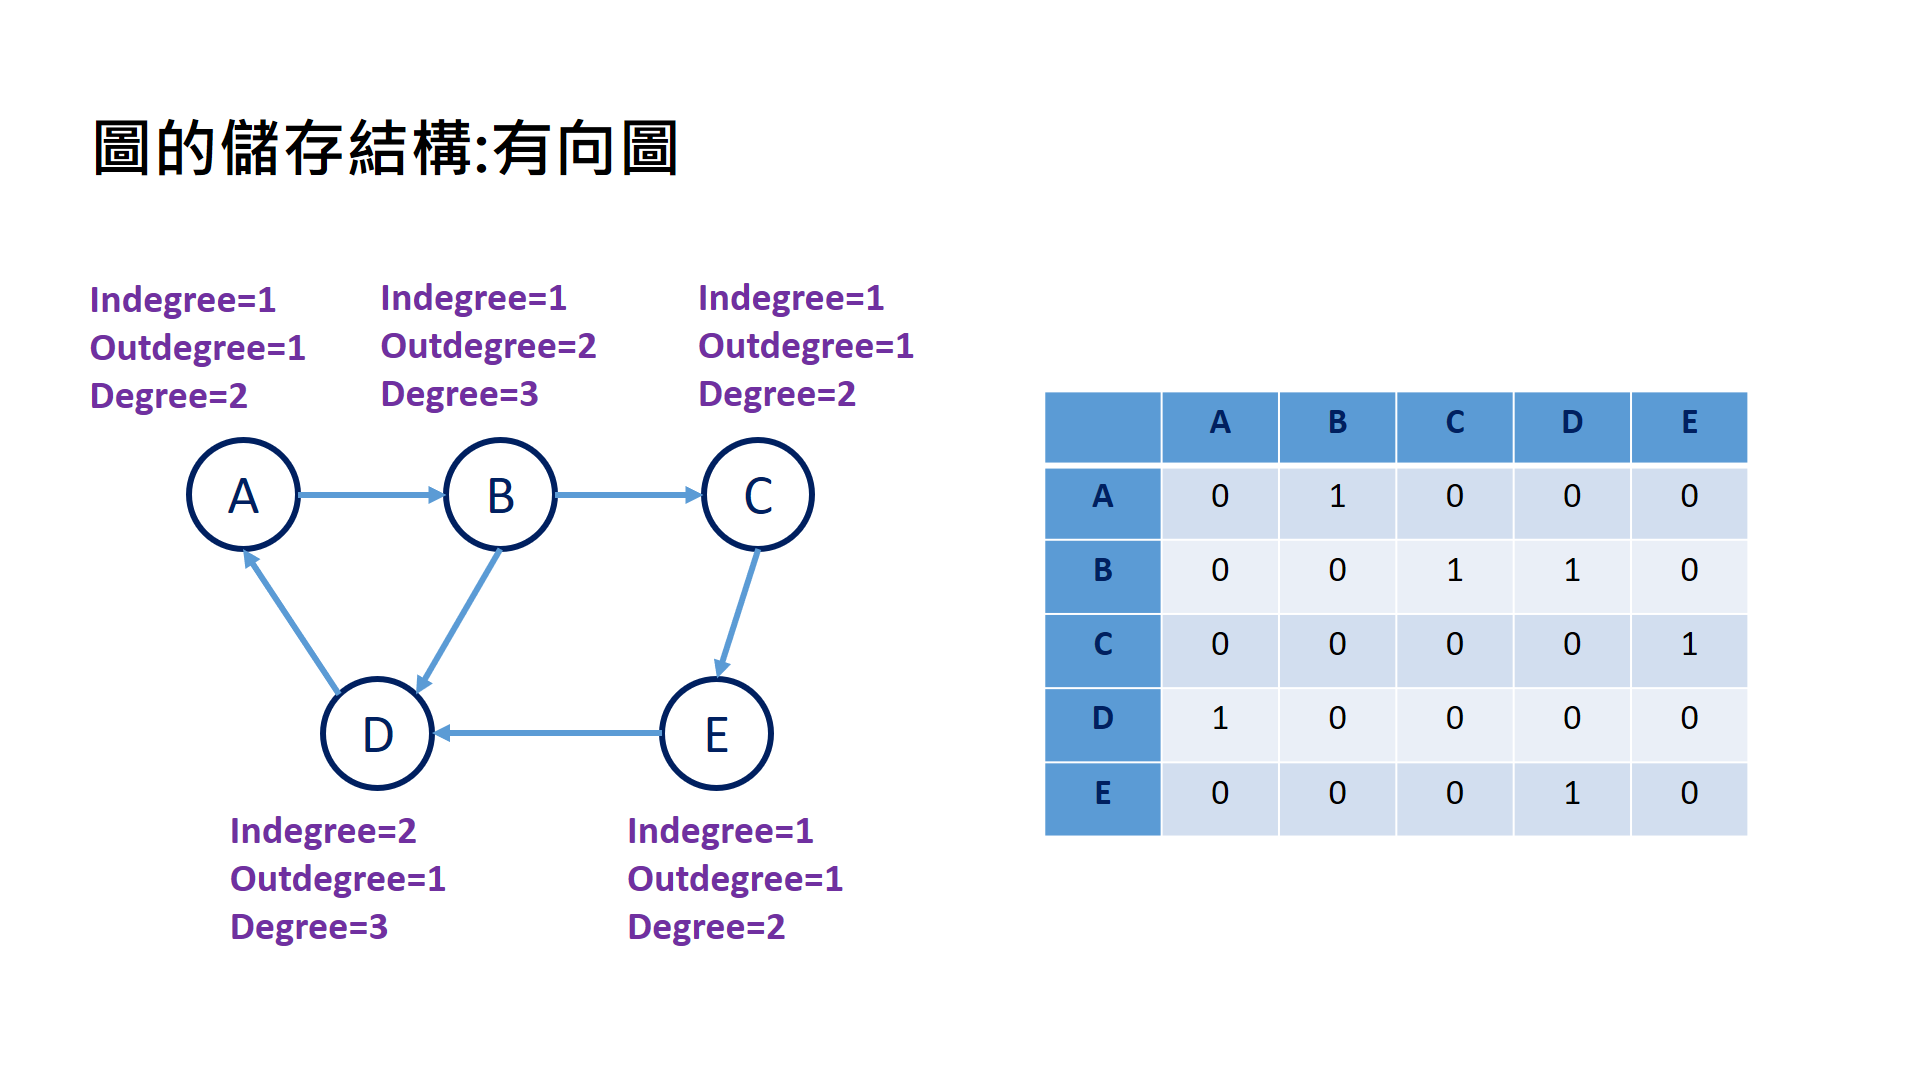 圖的儲存結構:有向圖
Indegree=1
Outdegree=1
Degree=2
Indegree=1
Outdegree=2
Degree=3
Indegree=1
Outdegree=1
Degree=2
A
B
C
D
E
Indegree=2
Outdegree=1
Degree=3
Indegree=1
Outdegree=1
Degree=2
A B C D E
A 0 1 0 0 0
B 0 0 1 1 0
C 0 0 0 0 1
D 1 0 0 0 0
E 0 0 0 1 0